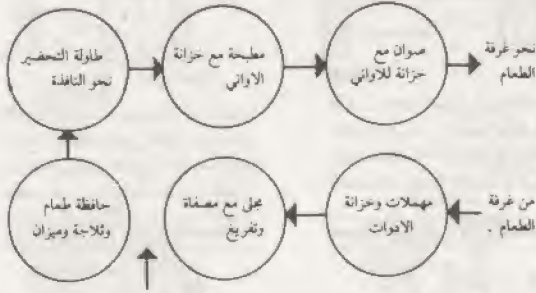 طاولة التحضير
نحو النافذة
مطبحة مع خزانة
الاواني
صوان مع
خزانة للاواني
نحو غرفة
الطعام
حافظة طعام
وثلاجة وميزان
مجلى مع مصفاة
وتفريغ
مهملات وخزانة
الادوات
من غرفة
الطعام .